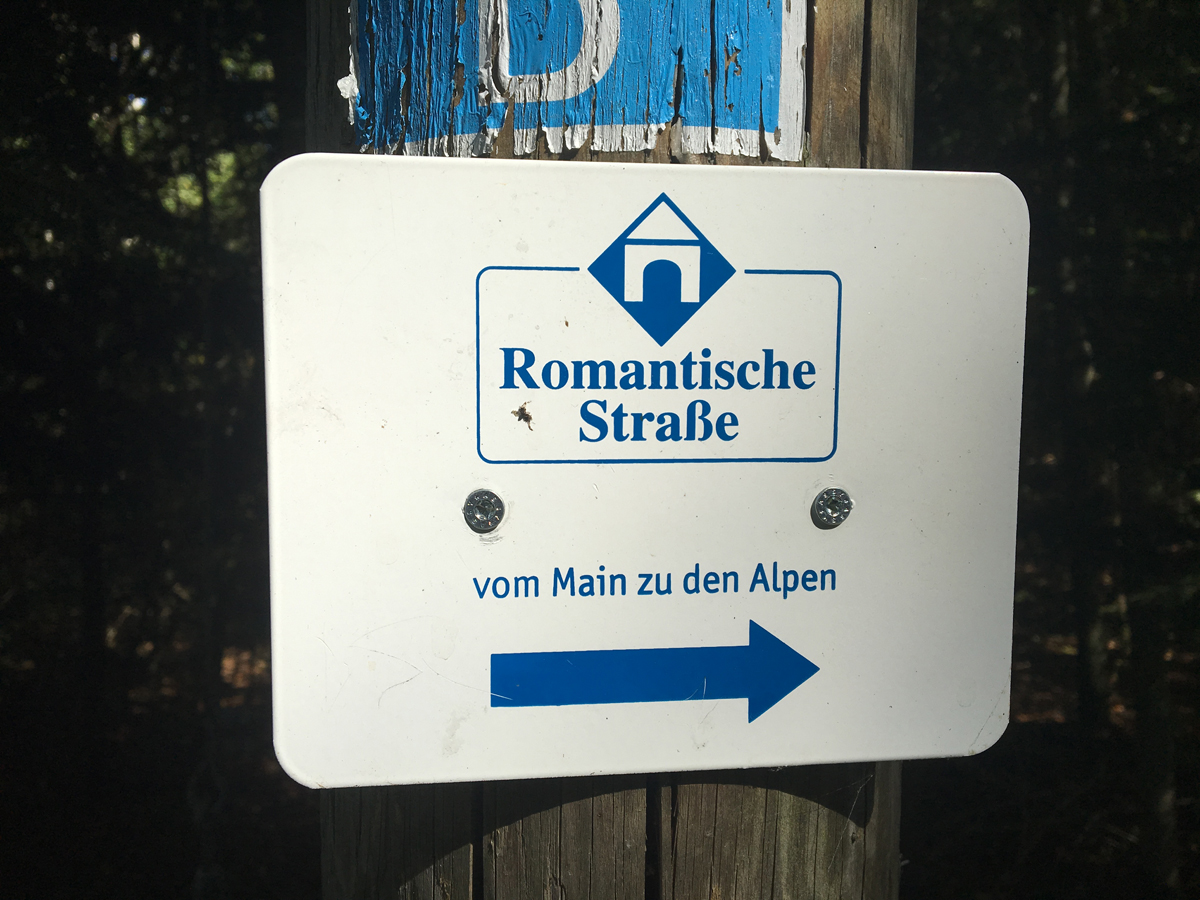 B
Romantische
Straße
vom Main zu den Alpen